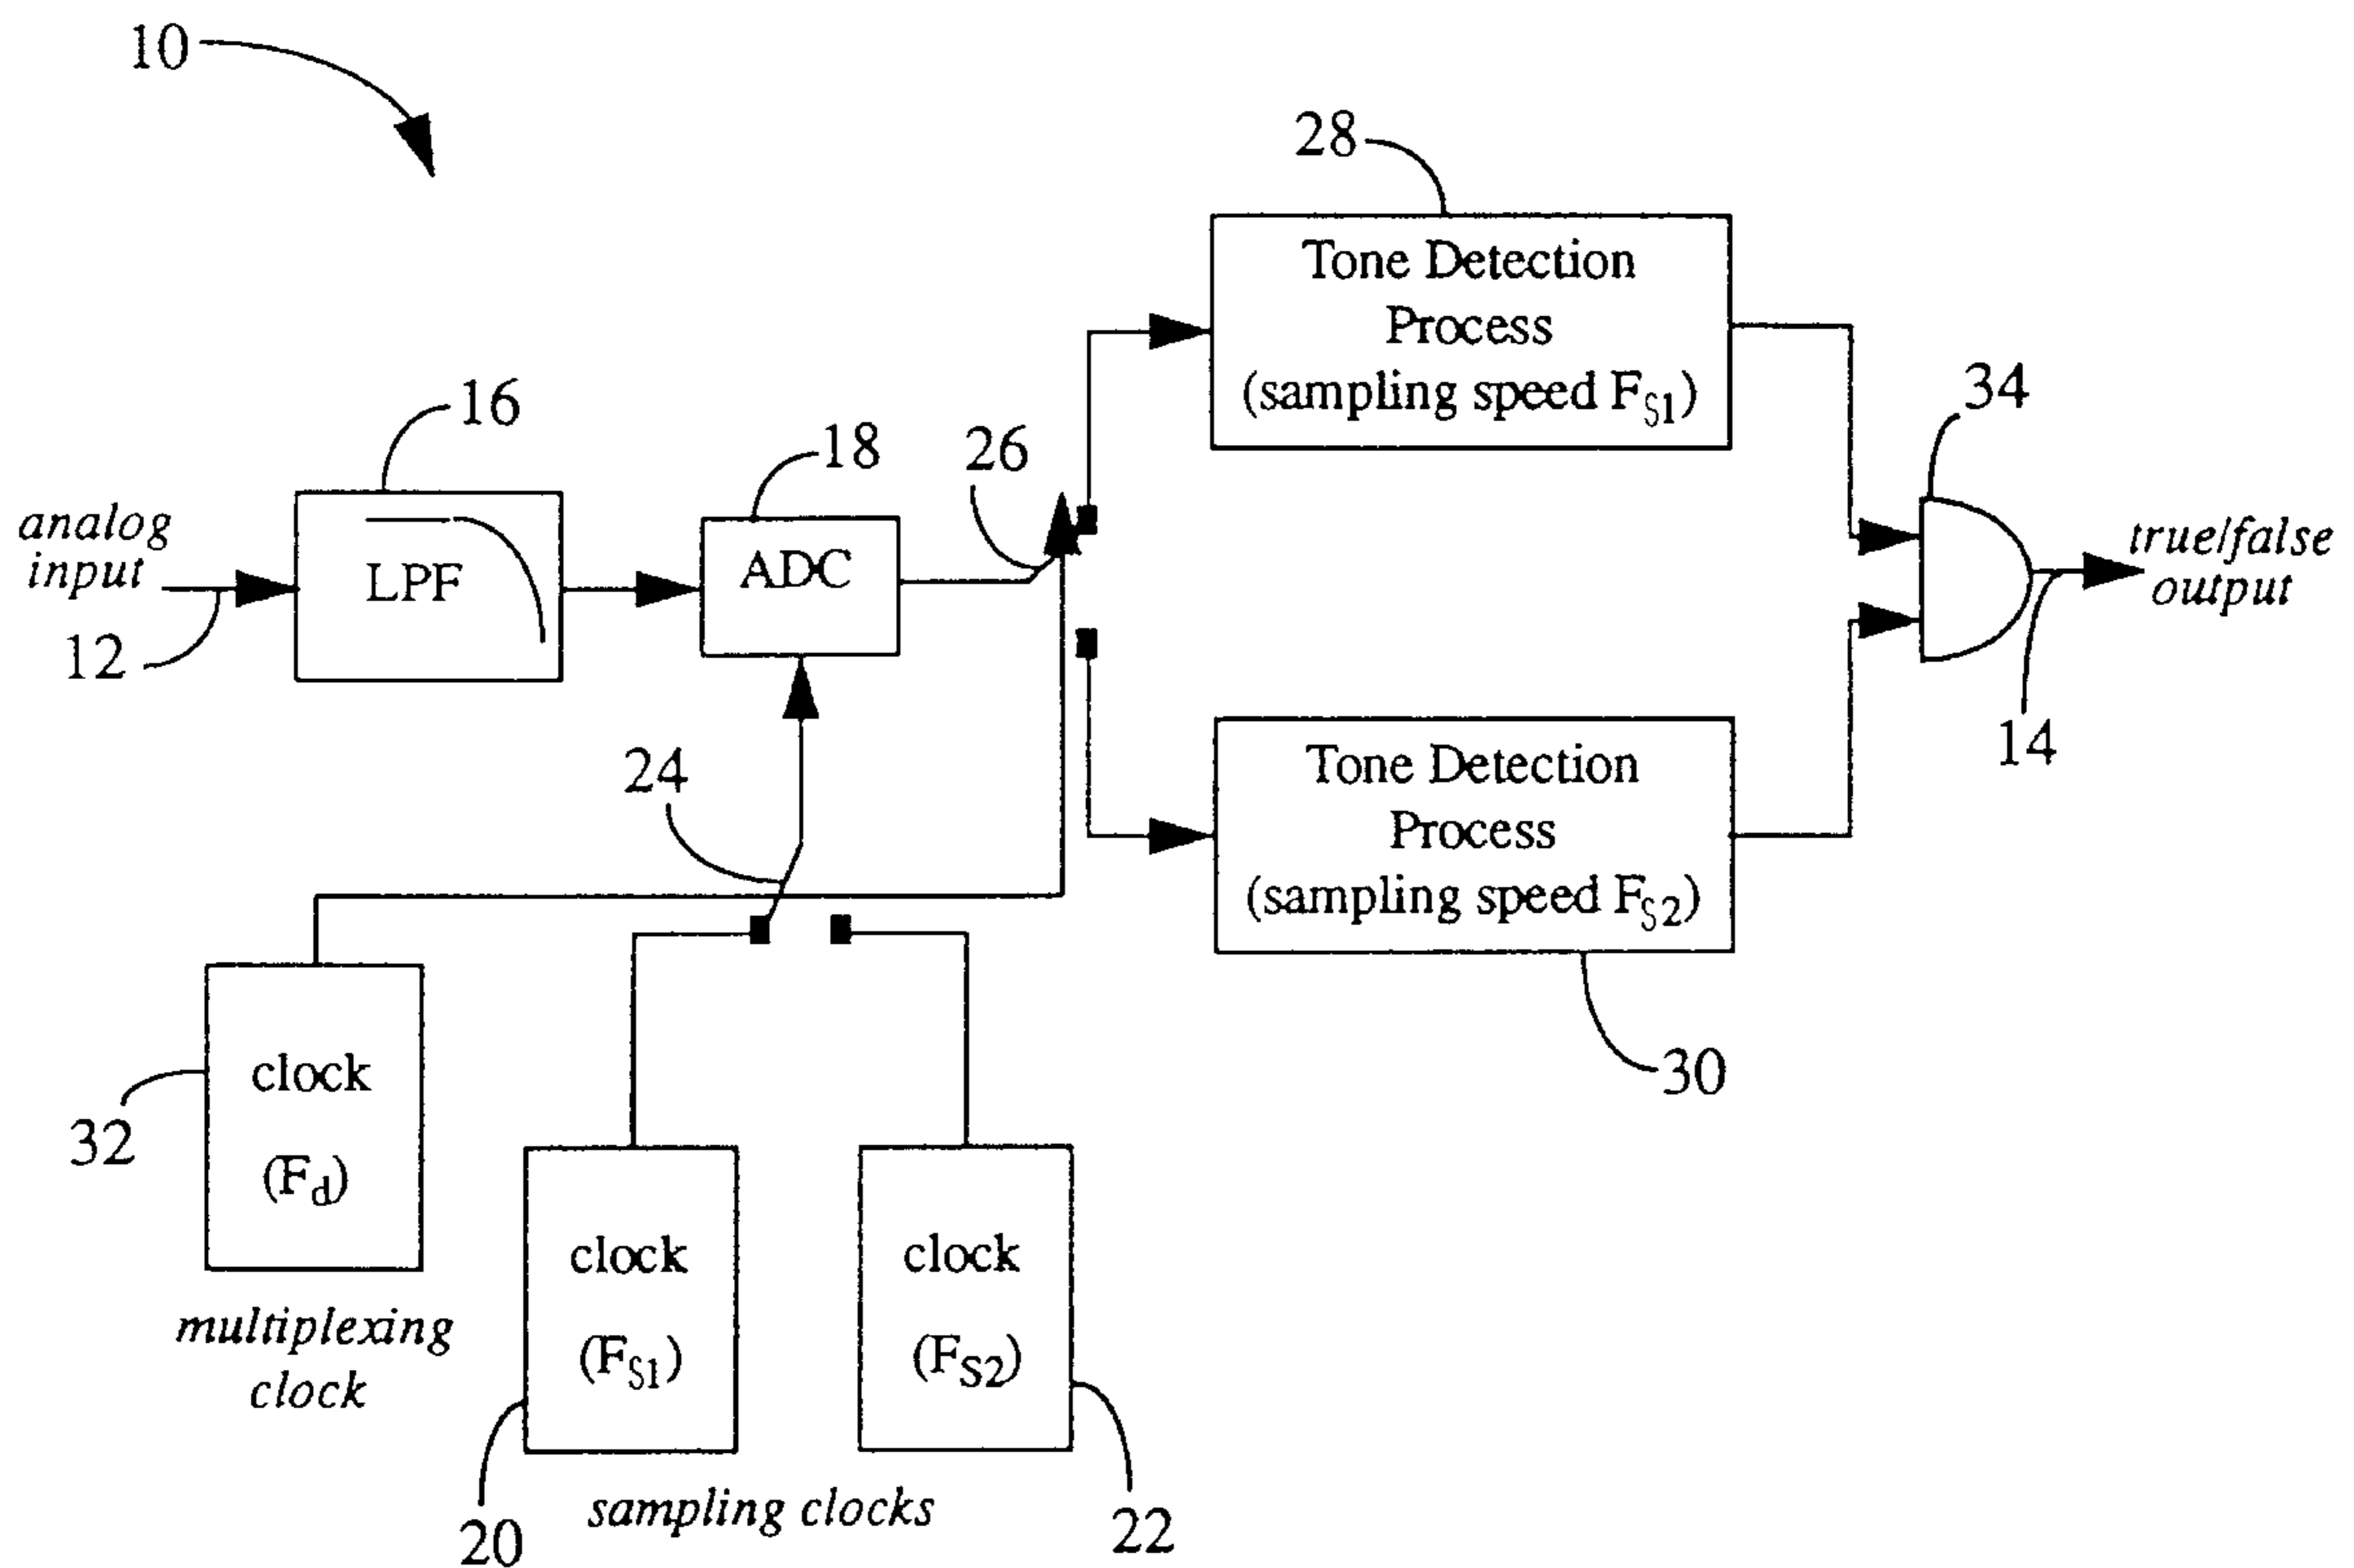 10
28
Tone Detection
Process
(sampling speed FS1)
34
16
18
26
analog
input
LPF
ADC
true/false
output
12
14
24
Tone Detection
Process
(sampling speed FS2)
30
32
clock
(Fd)
multiplexing
clock
clock
(FS1)
clock
(FS2)
20
sampling clocks
22